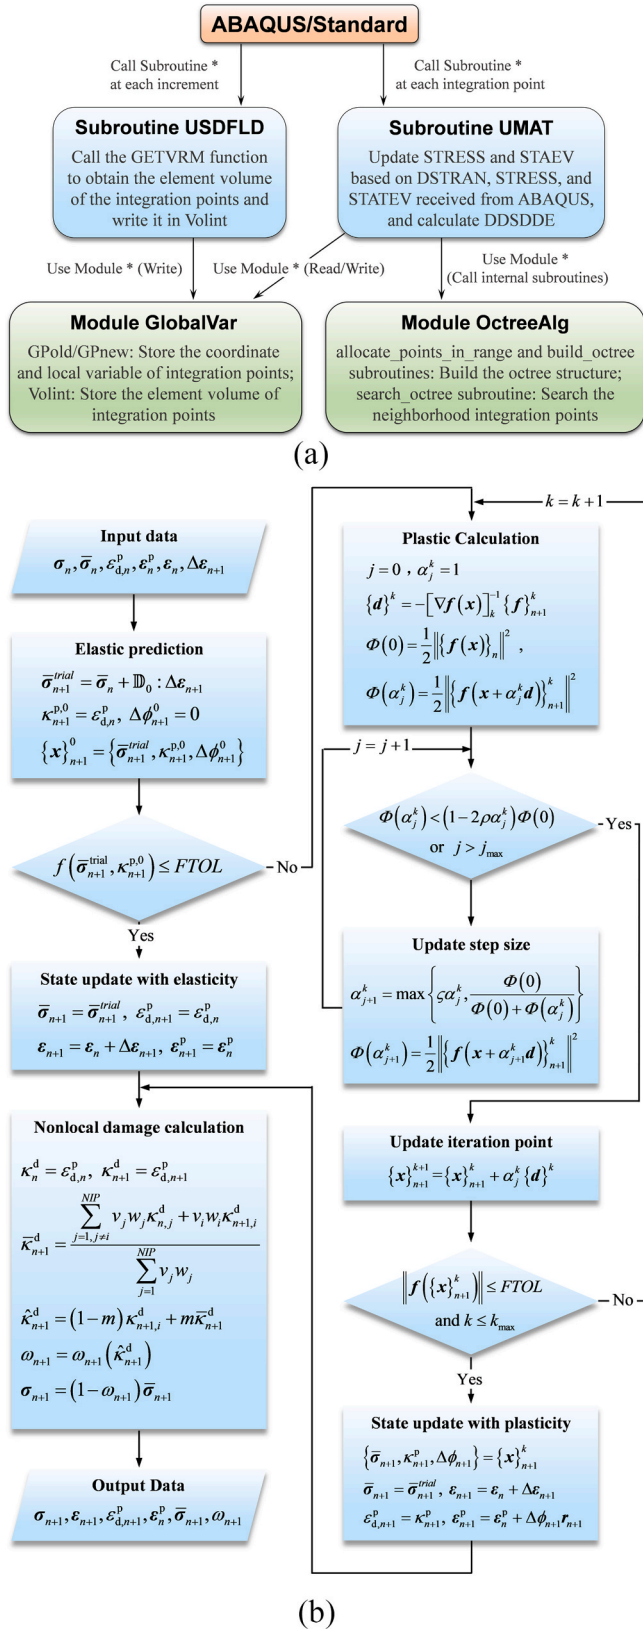 ABAQUS/Standard
Call Subroutine *
at each increment
Call Subroutine *
at each integration point
Subroutine USDFLD
Call the GETVRM function
to obtain the element volume
of the integration points and
write it in Volint
Subroutine UMAT
Update STRESS and STAEV
based on DSTRAN, STRESS, and
STATEV received from ABAQUS,
and calculate DDSDDE
Use Module * (Write)
Use Module * (Read/Write)
Use Module *
(Call internal subroutines)
Module GlobalVar
GPold/GPnew: Store the coordinate
and local variable of integration points;
Volint: Store the element volume of
integration points
Module OctreeAlg
allocate_points_in_range and build_octree
subroutines: Build the octree structure;
search_octree subroutine: Search the
neighborhood integration points
(a)
Input data
σ_n, σ̄_n, ε^p_{d,n}, ε^p_n, ε_n, Δε_{n+1}
Elastic prediction
σ̄^{trial}_{n+1} = σ̄_n + 𝔻_0 : Δε_{n+1}
κ^{p,0}_{n+1} = ε^p_{d,n}, Δϕ^0_{n+1} = 0
{x}^0_{n+1} = {σ̄^{trial}_{n+1}, κ^{p,0}_{n+1}, Δϕ^0_{n+1}}
f(σ̄^{trial}_{n+1}, κ^{p,0}_{n+1}) ≤ FTOL
No
Yes
State update with elasticity
σ̄_{n+1} = σ̄^{trial}_{n+1}, ε^p_{d,n+1} = ε^p_{d,n}
ε_{n+1} = ε_n + Δε_{n+1}, ε^p_{n+1} = ε^p_n
Nonlocal damage calculation
κ^d_n = ε^p_{d,n}, κ^d_{n+1} = ε^p_{d,n+1}
κ̄^d_{n+1} = (∑_{j=1,j≠i}^{NIP} v_j w_j κ^d_{n,j} + v_i w_i κ^d_{n+1,i}) / (∑_{j=1}^{NIP} v_j w_j)
κ̂^d_{n+1} = (1−m)κ^d_{n+1,i} + mκ̄^d_{n+1}
ω_{n+1} = ω_{n+1}(κ̂^d_{n+1})
σ_{n+1} = (1−ω_{n+1})σ̄_{n+1}
Output Data
σ_{n+1}, ε_{n+1}, ε^p_{d,n+1}, ε^p_n, σ̄_{n+1}, ω_{n+1}
k = k+1
Plastic Calculation
j = 0 , α^k_j = 1
{d}^k = −[∇f(x)]^{-1}_k {f}^k_{n+1}
Φ(0) = 1/2 ‖{f(x)}_n‖^2 ,
Φ(α^k_j) = 1/2 ‖{f(x + α^k_j d)}^k_{n+1}‖^2
j = j+1
Φ(α^k_j) < (1−2ρα^k_j)Φ(0)
or j > j_max
Yes
Update step size
α^k_{j+1} = max{ςα^k_j, Φ(0) / (Φ(0)+Φ(α^k_j))}
Φ(α^k_{j+1}) = 1/2 ‖{f(x + α^k_{j+1} d)}^k_{n+1}‖^2
Update iteration point
{x}^{k+1}_{n+1} = {x}^k_{n+1} + α^k_j {d}^k
‖f({x}^k_{n+1})‖ ≤ FTOL
and k ≤ k_max
No
Yes
State update with plasticity
{σ̄_{n+1}, κ^p_{n+1}, Δϕ_{n+1}} = {x}^k_{n+1}
σ̄_{n+1} = σ̄^{trial}_{n+1}, ε_{n+1} = ε_n + Δε_{n+1}
ε^p_{d,n+1} = κ^p_{n+1}, ε^p_{n+1} = ε^p_n + Δϕ_{n+1} r_{n+1}
(b)